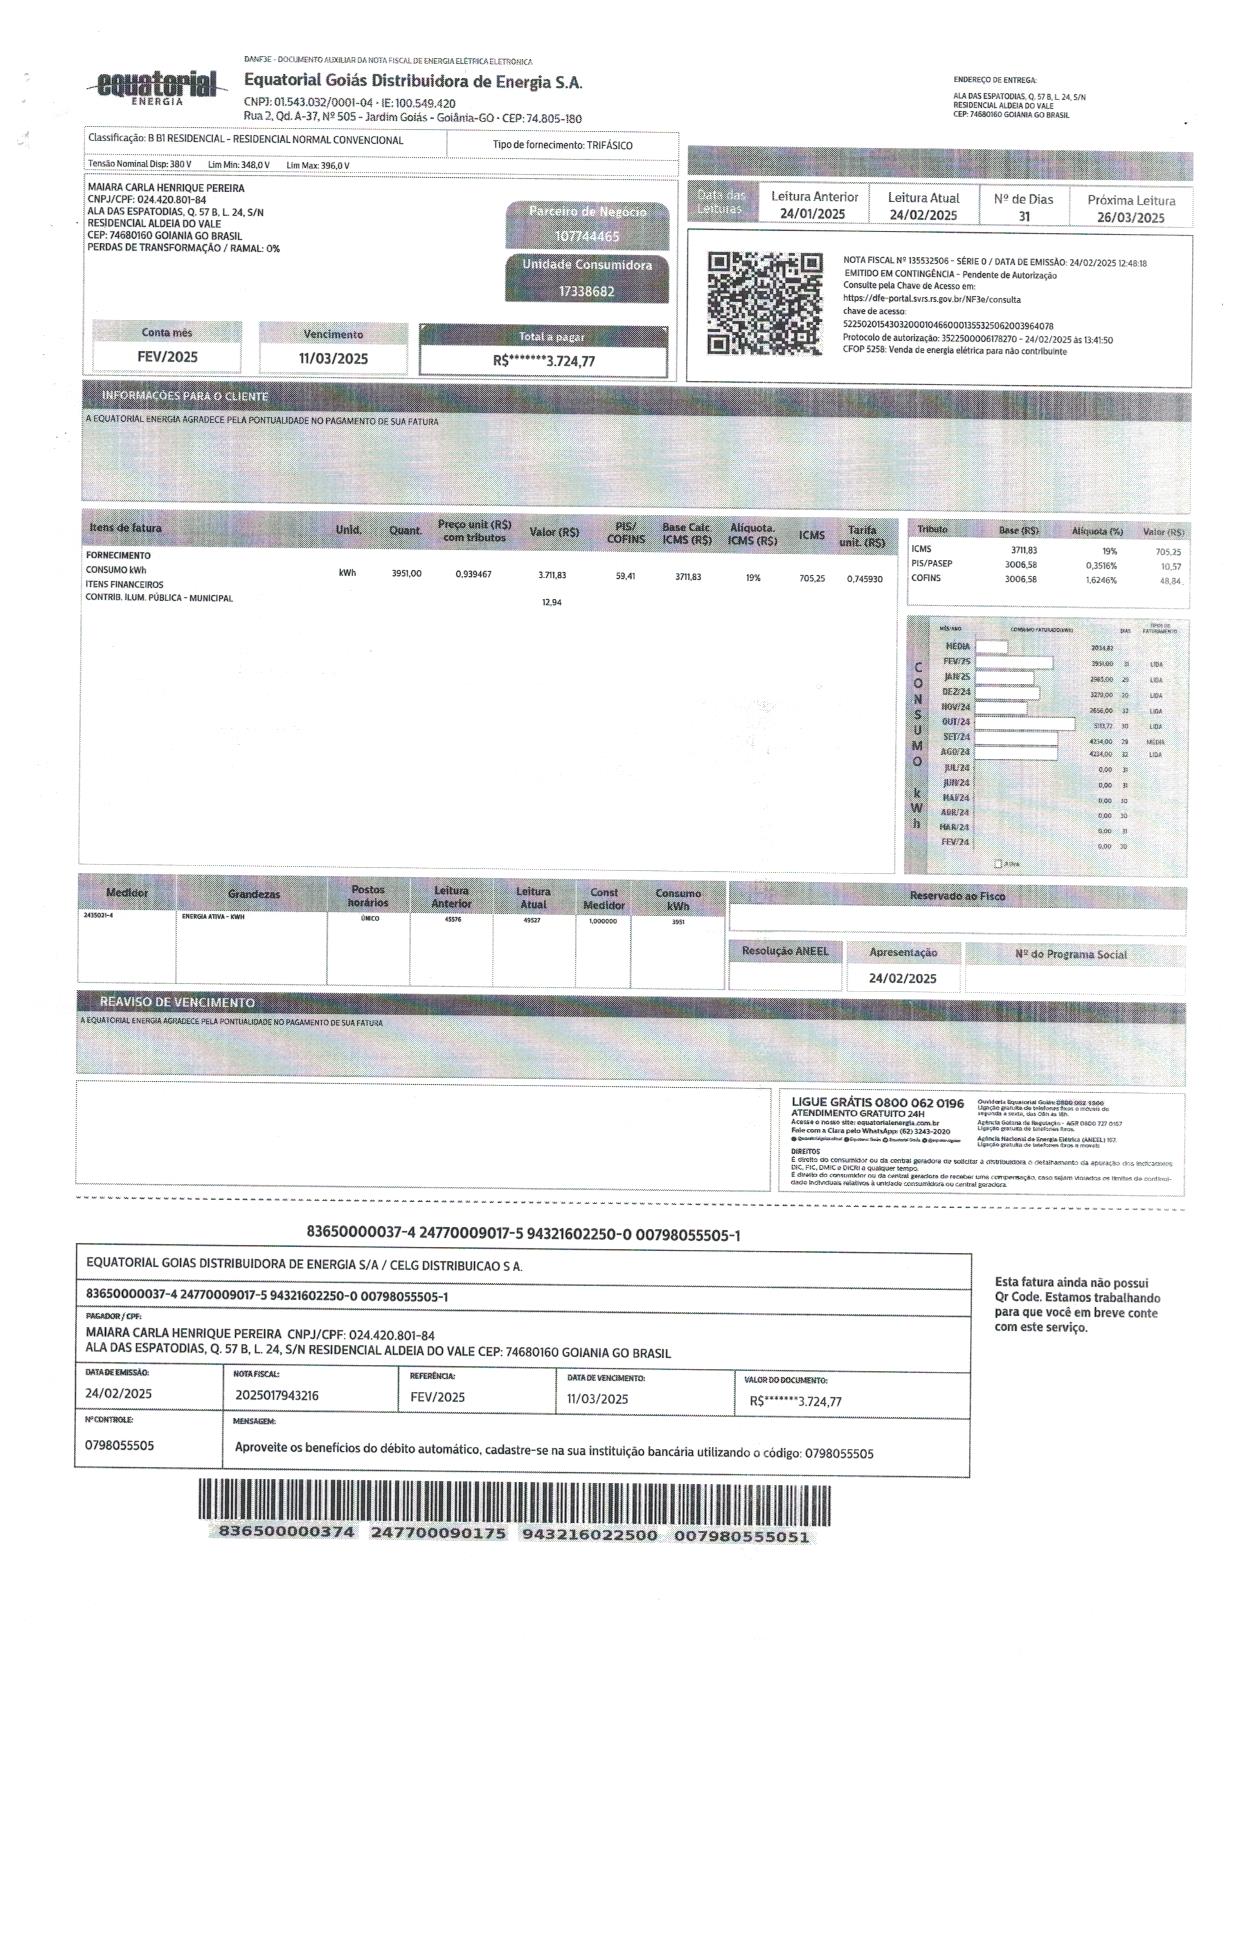 DANF3E - DOCUMENTO AUXILIAR DA NOTA FISCAL DE ENERGIA ELÉTRICA ELETRÔNICA
equatorial
ENERGIA
Equatorial Goiás Distribuidora de Energia S.A.
CNPJ: 01.543.032/0001-04 - IE: 100.549.420
Rua 2, Qd. A-37, Nº 505 - Jardim Goiás - Goiânia-GO - CEP: 74.805-180
ENDEREÇO DE ENTREGA:
ALA DAS ESPATODIAS, Q. 57 B, L. 24, S/N
RESIDENCIAL ALDEIA DO VALE
CEP: 74680160 GOIANIA GO BRASIL
Classificação: B B1 RESIDENCIAL - RESIDENCIAL NORMAL CONVENCIONAL
Tipo de fornecimento: TRIFÁSICO
Tensão Nominal Disp: 380 V Lim Min: 348,0 V Lim Max: 396,0 V
MAIARA CARLA HENRIQUE PEREIRA
CNPJ/CPF: 024.420.801-84
ALA DAS ESPATODIAS, Q. 57 B, L. 24, S/N
RESIDENCIAL ALDEIA DO VALE
CEP: 74680160 GOIANIA GO BRASIL
PERDAS DE TRANSFORMAÇÃO / RAMAL: 0%
Parceiro de Negócio
107744465
Unidade Consumidora
17338682
Conta mês
FEV/2025
Vencimento
11/03/2025
Total a pagar
R$*******3.724,77
Data das Leituras
Leitura Anterior 24/01/2025
Leitura Atual 24/02/2025
Nº de Dias 31
Próxima Leitura 26/03/2025
NOTA FISCAL Nº 135532506 - SÉRIE 0 / DATA DE EMISSÃO: 24/02/2025 12:48:18
EMITIDO EM CONTINGÊNCIA - Pendente de Autorização
Consulte pela Chave de Acesso em:
https://dfe-portal.svrs.rs.gov.br/NF3e/consulta
chave de acesso:
52250201543032000104660001355325062003964078
Protocolo de autorização: 3522500006178270 - 24/02/2025 às 13:41:50
CFOP 5258: Venda de energia elétrica para não contribuinte
INFORMAÇÕES PARA O CLIENTE
A EQUATORIAL ENERGIA AGRADECE PELA PONTUALIDADE NO PAGAMENTO DE SUA FATURA
Itens de fatura Unid. Quant. Preço unit (R$) com tributos Valor (R$) PIS/COFINS Base Calc. ICMS (R$) Alíquota. ICMS (R$) ICMS Tarifa unit. (R$)
FORNECIMENTO
CONSUMO kWh kWh 3951,00 0,939467 3.711,83 59,41 3711,83 19% 705,25 0,745930
ITENS FINANCEIROS
CONTRIB. ILUM. PÚBLICA - MUNICIPAL 12,94
Tributo Base (R$) Alíquota (%) Valor (R$)
ICMS 3711,83 19% 705,25
PIS/PASEP 3006,58 0,3516% 10,57
COFINS 3006,58 1,6246% 48,84
CONSUMO kWh
MÊS/ANO CONSUMO FATURADO(kWh) DIAS TIPOS DE FATURAMENTO
MÉDIA 2034,82
FEV/25 3951,00 31 LIDA
JAN/25 2985,00 29 LIDA
DEZ/24 3270,00 30 LIDA
NOV/24 2656,00 32 LIDA
OUT/24 5113,72 30 LIDA
SET/24 4234,00 29 MEDIA
AGO/24 4234,00 32 LIDA
JUL/24 0,00 31
JUN/24 0,00 31
MAI/24 0,00 30
ABR/24 0,00 30
MAR/24 0,00 31
FEV/24 0,00 30
Medidor Grandezas Postos horários Leitura Anterior Leitura Atual Const Medidor Consumo kWh
2435021-4 ENERGIA ATIVA - KWH ÚNICO 45576 49527 1,000000 3951
Reservado ao Fisco
Resolução ANEEL
Apresentação
24/02/2025
Nº do Programa Social
REAVISO DE VENCIMENTO
A EQUATORIAL ENERGIA AGRADECE PELA PONTUALIDADE NO PAGAMENTO DE SUA FATURA
LIGUE GRÁTIS 0800 062 0196
ATENDIMENTO GRATUITO 24H
Acesse o nosso site: equatorialenergia.com.br
Fale com a Clara pelo WhatsApp: (62) 3243-2020
Ouvidoria Equatorial Goiás: 0800 062 1500
Ligação gratuita de telefones fixos e móveis de
segunda a sexta, das 08h às 18h.
Agência Goiana de Regulação - AGR 0800 727 0167
Ligação gratuita de telefones fixos.
Agência Nacional de Energia Elétrica (ANEEL) 167.
Ligação gratuita de telefones fixos e móveis
DIREITOS
É direito do consumidor ou da central geradora de solicitar à distribuidora o detalhamento da apuração dos indicadores
DIC, FIC, DMIC e DICRI a qualquer tempo.
É direito do consumidor ou da central geradora de receber uma compensação, caso sejam violados os limites de continui-
dade individuais relativos à unidade consumidora ou central geradora.
83650000037-4 24770009017-5 94321602250-0 00798055505-1
EQUATORIAL GOIAS DISTRIBUIDORA DE ENERGIA S/A / CELG DISTRIBUICAO S A.
83650000037-4 24770009017-5 94321602250-0 00798055505-1
PAGADOR / CPF:
MAIARA CARLA HENRIQUE PEREIRA CNPJ/CPF: 024.420.801-84
ALA DAS ESPATODIAS, Q. 57 B, L. 24, S/N RESIDENCIAL ALDEIA DO VALE CEP: 74680160 GOIANIA GO BRASIL
DATA DE EMISSÃO: NOTA FISCAL: REFERÊNCIA: DATA DE VENCIMENTO: VALOR DO DOCUMENTO:
24/02/2025 2025017943216 FEV/2025 11/03/2025 R$*******3.724,77
Nº CONTROLE: MENSAGEM:
0798055505 Aproveite os benefícios do débito automático, cadastre-se na sua instituição bancária utilizando o código: 0798055505
Esta fatura ainda não possui
Qr Code. Estamos trabalhando
para que você em breve conte
com este serviço.
836500000374 247700090175 943216022500 007980555051